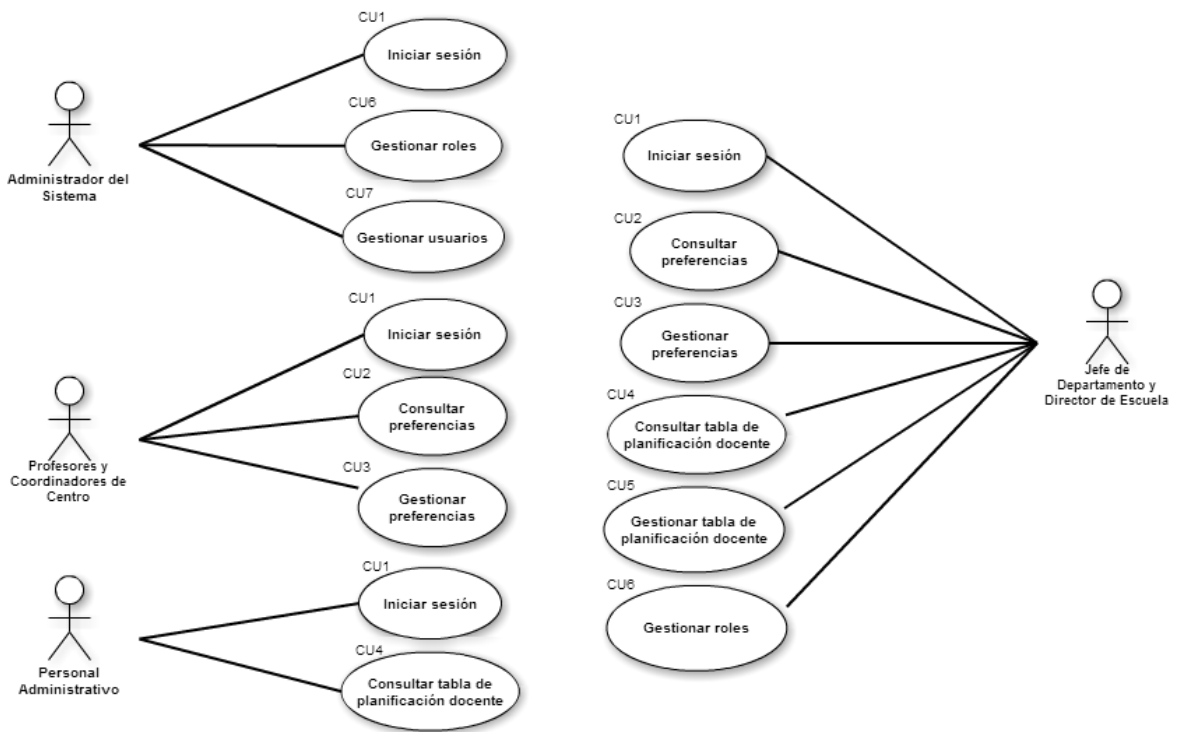 CU1
Iniciar sesión
CU6
Gestionar roles
CU7
Gestionar usuarios
Administrador del
Sistema
CU1
Iniciar sesión
CU2
Consultar
preferencias
CU3
Gestionar
preferencias
Profesores y
Coordinadores de
Centro
CU1
Iniciar sesión
CU4
Consultar tabla de
planificación docente
Personal
Administrativo
CU1
Iniciar sesión
CU2
Consultar
preferencias
CU3
Gestionar
preferencias
CU4
Consultar tabla de
planificación docente
CU5
Gestionar tabla de
planificación docente
CU6
Gestionar roles
Jefe de
Departamento y
Director de Escuela